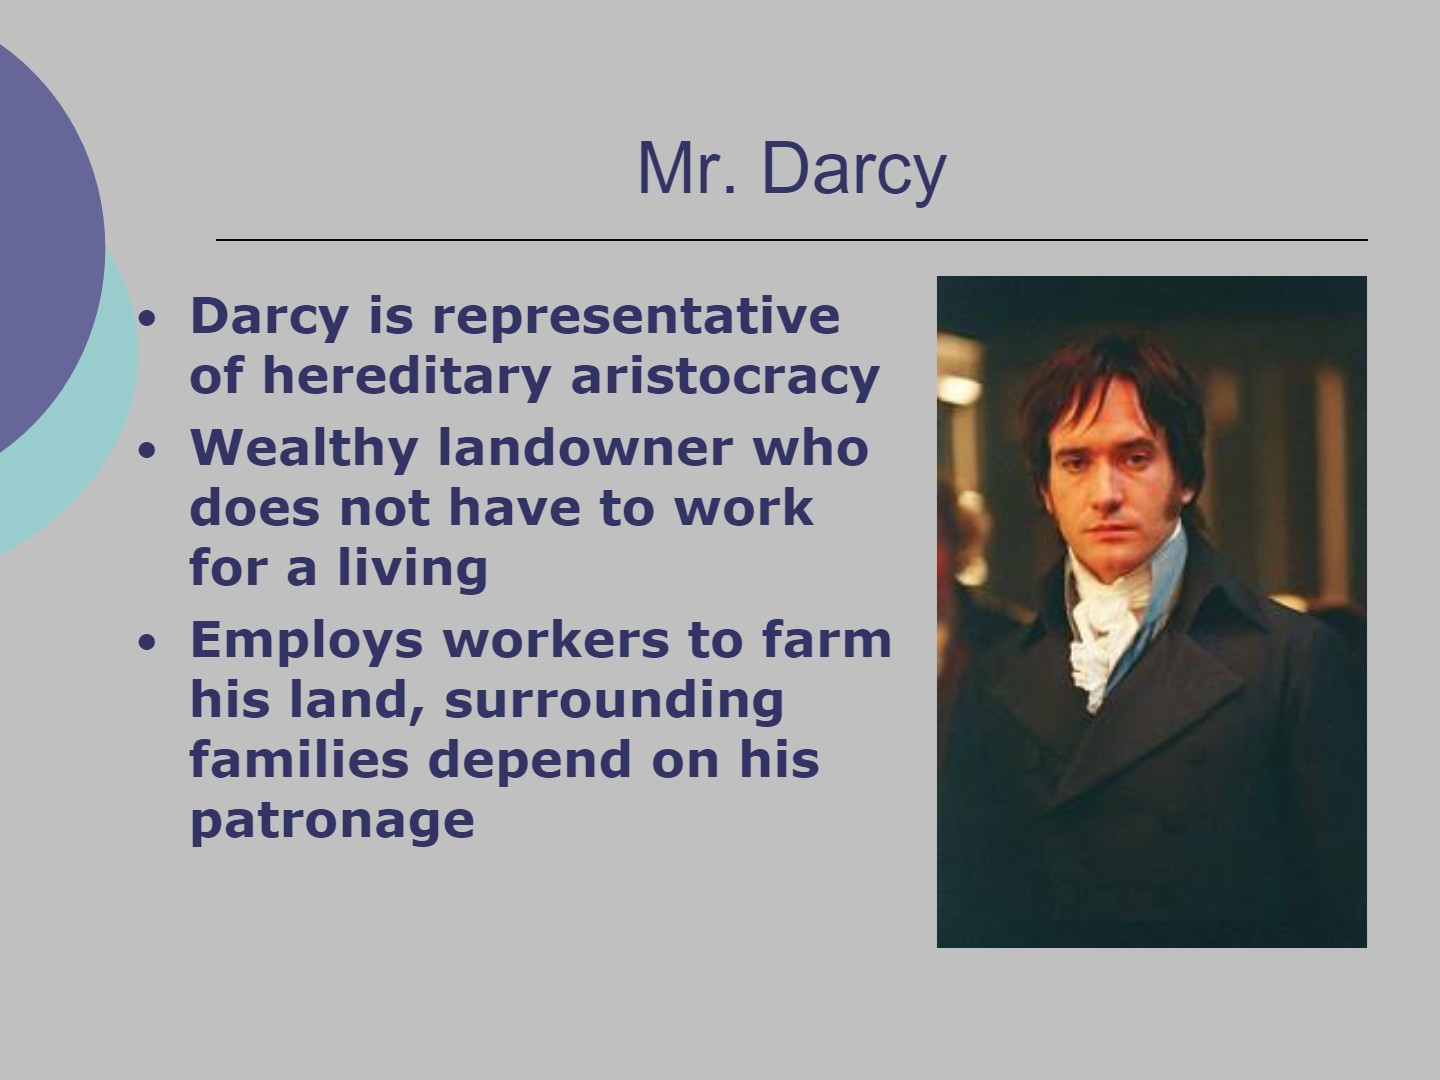 Mr. Darcy
• Darcy is representative
of hereditary aristocracy
• Wealthy landowner who
does not have to work
for a living
• Employs workers to farm
his land, surrounding
families depend on his
patronage